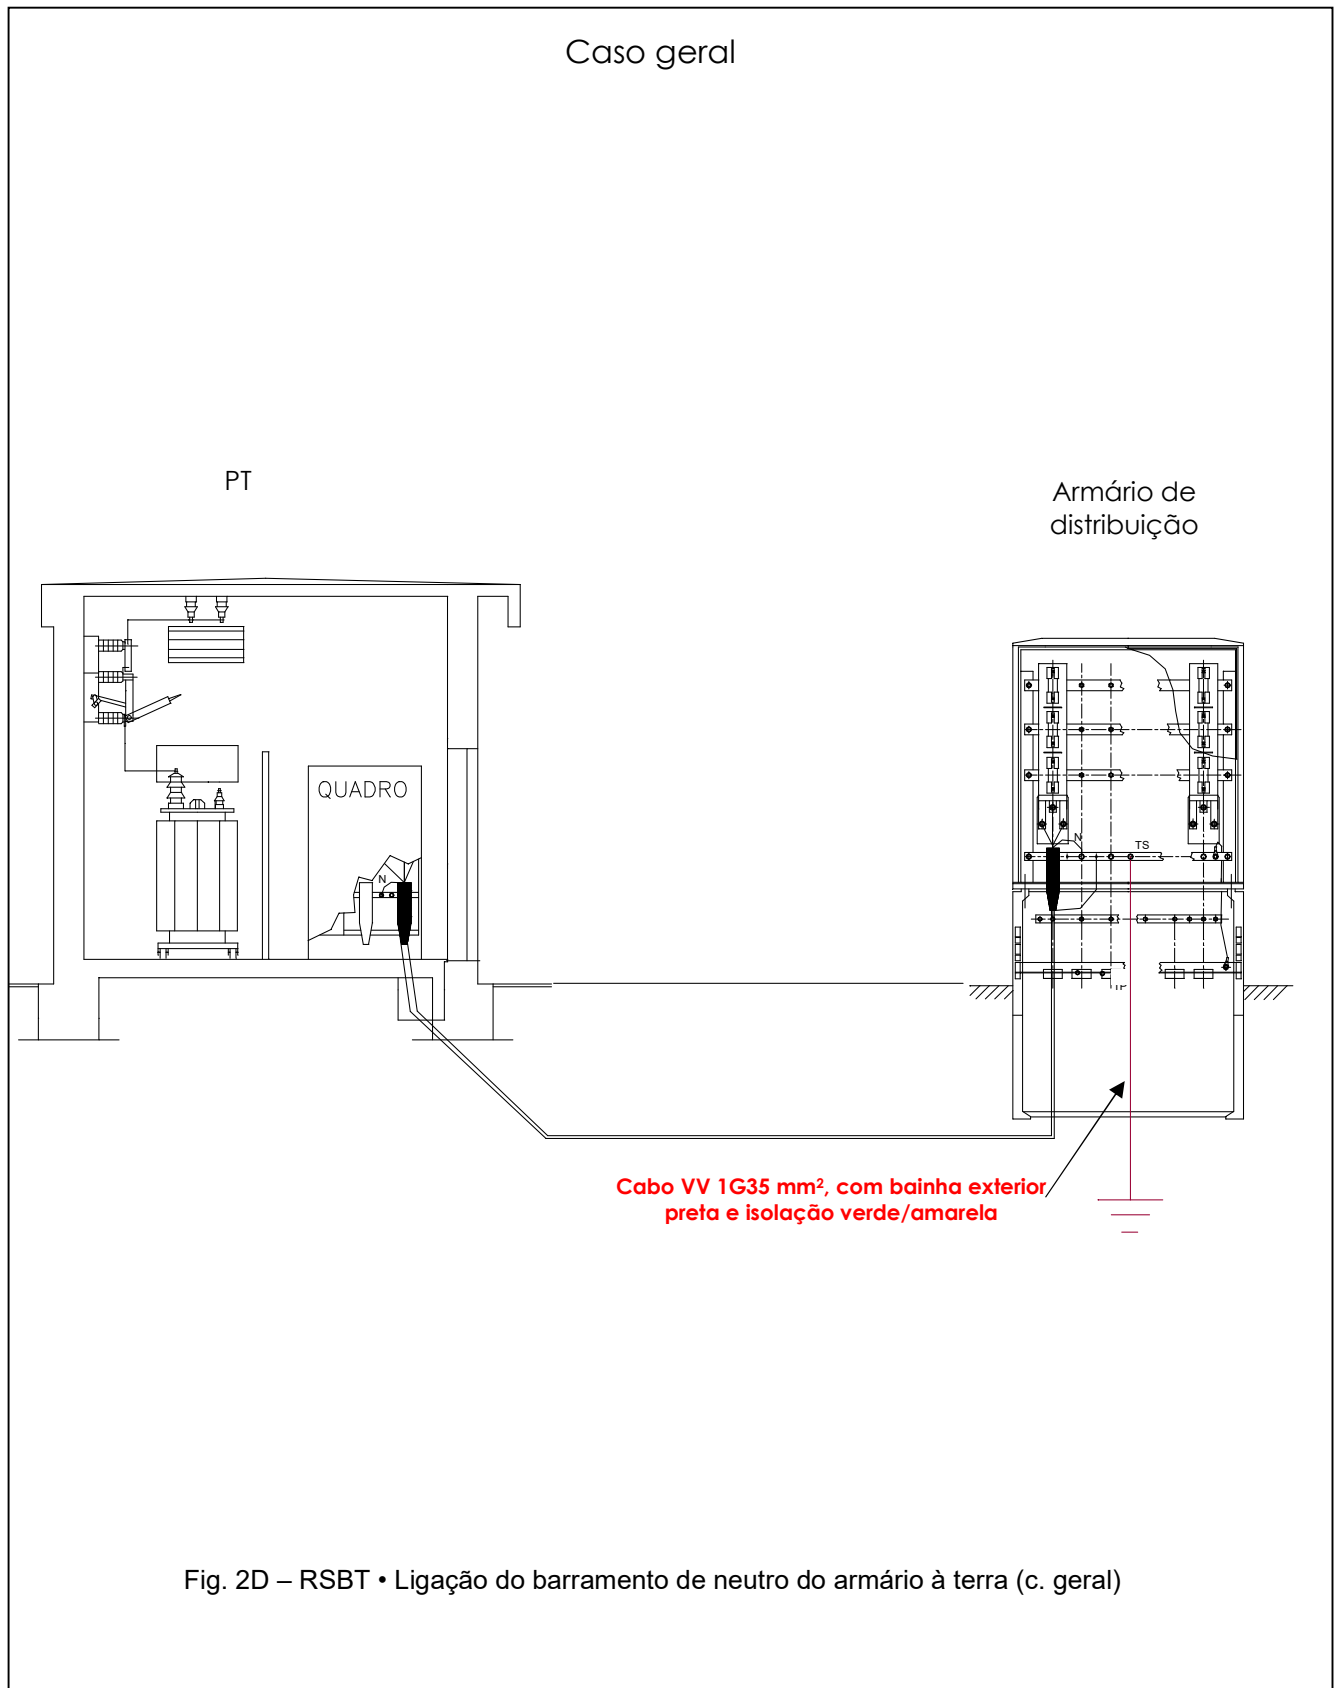 Caso geral
PT
Armário de
distribuição
QUADRO
N
N
TS
Cabo VV 1G35 mm², com bainha exterior
preta e isolação verde/amarela
Fig. 2D – RSBT • Ligação do barramento de neutro do armário à terra (c. geral)